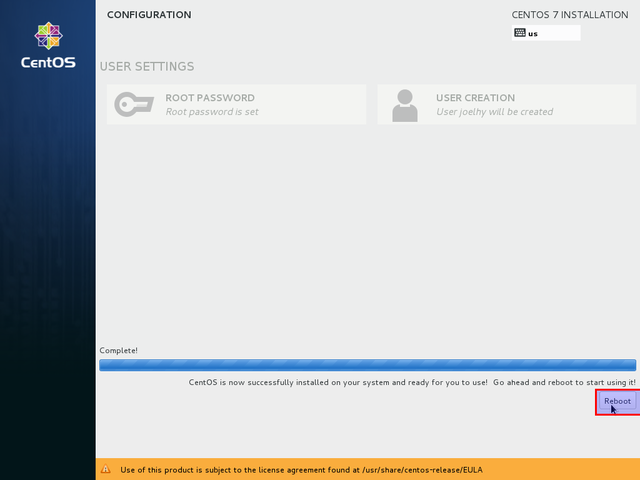 CONFIGURATION
CENTOS 7 INSTALLATION
us
CentOS
USER SETTINGS
ROOT PASSWORD
Root password is set
USER CREATION
User joelhy will be created
Complete!
CentOS is now successfully installed on your system and ready for you to use! Go ahead and reboot to start using it!
Reboot
Use of this product is subject to the license agreement found at /usr/share/centos-release/EULA